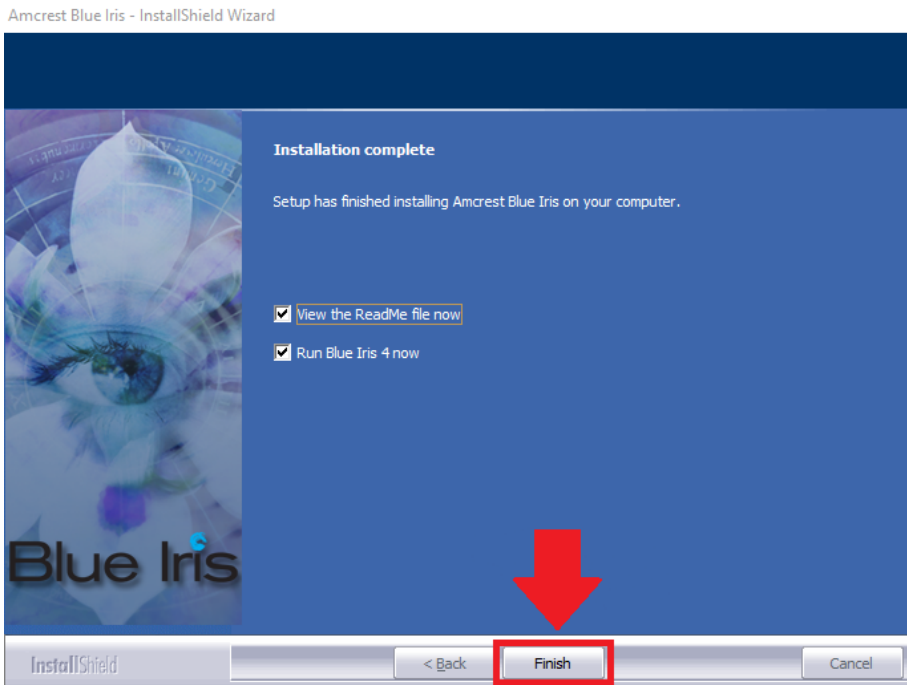 Amcrest Blue Iris - InstallShield Wizard
Installation complete
Setup has finished installing Amcrest Blue Iris on your computer.
View the ReadMe file now
Run Blue Iris 4 now
Blue Iris
InstallShield
< Back
Finish
Cancel